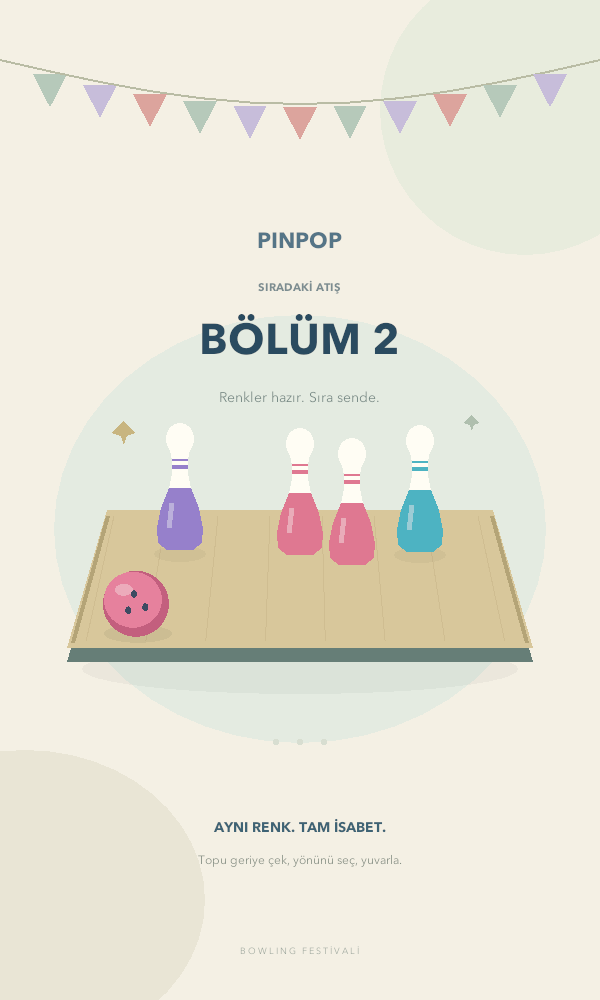 PINPOP
SIRADAKİ ATIŞ
BÖLÜM 2
Renkler hazır. Sıra sende.
AYNI RENK. TAM İSABET.
Topu geriye çek, yönünü seç, yuvarla.
BOWLING FESTİVALİ